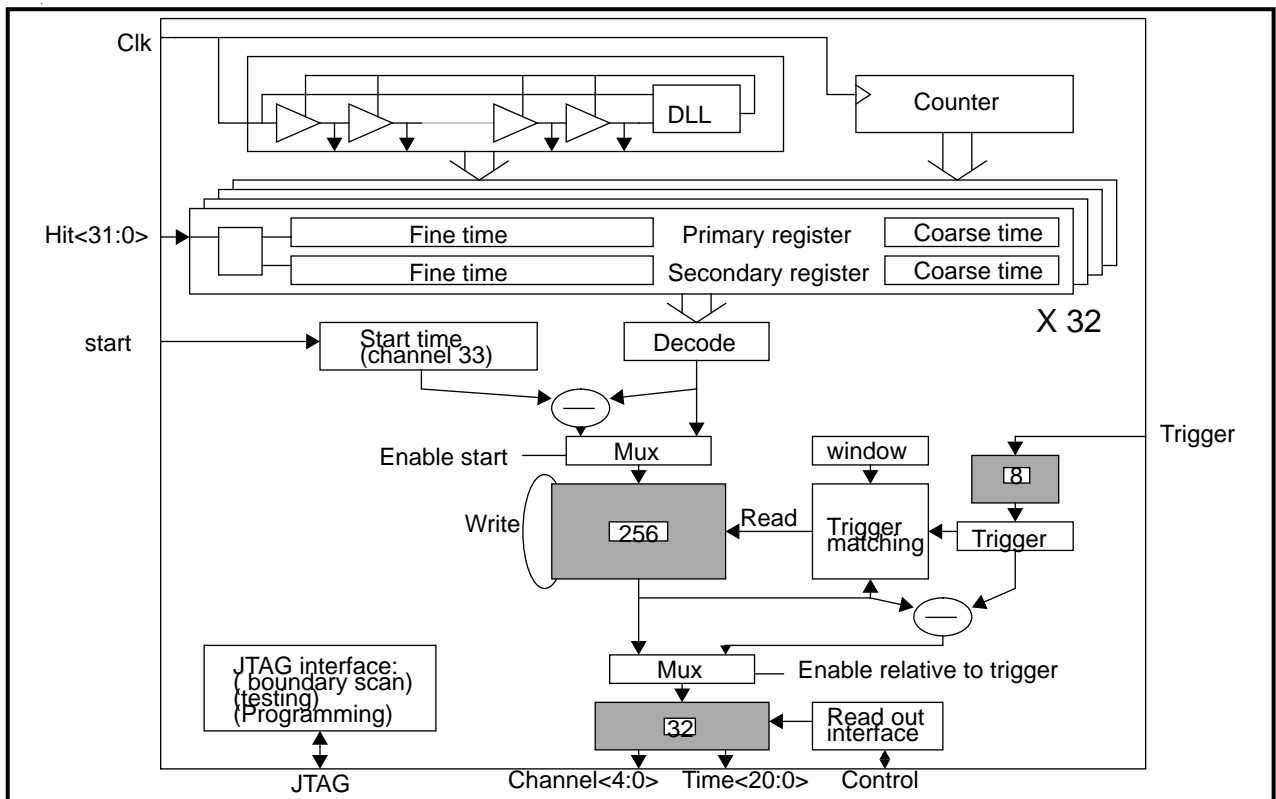 Clk
DLL
Counter
Hit<31:0>
Fine time
Primary register
Coarse time
Fine time
Secondary register
Coarse time
X 32
start
Start time
(channel 33)
Decode
Trigger
Enable start
Mux
window
8
Write
256
Read
Trigger
matching
Trigger
JTAG interface:
( boundary scan)
(testing)
(Programming)
Mux
Enable relative to trigger
32
Read out
interface
JTAG
Channel<4:0>
Time<20:0>
Control